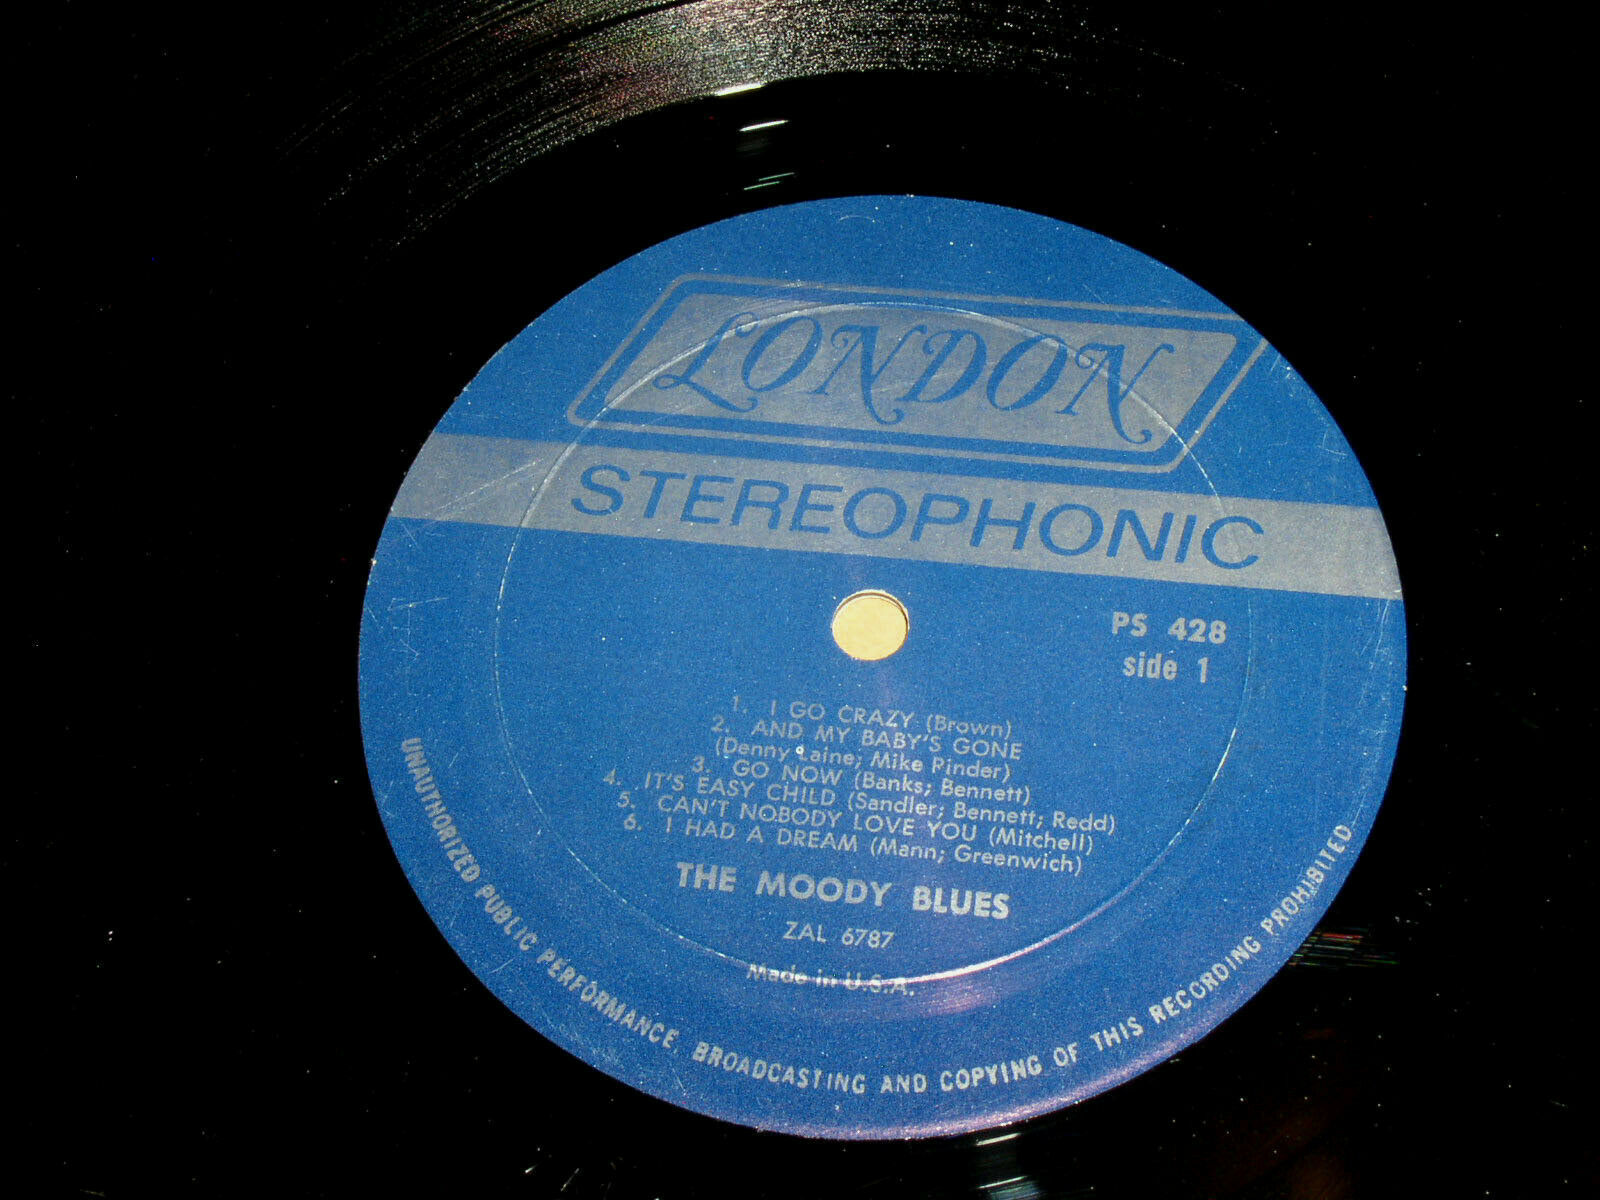 LONDON
STEREOPHONIC
PS 428
side 1
1. I GO CRAZY (Brown)
2. AND MY BABY'S GONE
(Denny Laine; Mike Pinder)
3. GO NOW (Banks; Bennett)
4. IT'S EASY CHILD (Sandler; Bennett; Redd)
5. CAN'T NOBODY LOVE YOU (Mitchell)
6. I HAD A DREAM (Mann; Greenwich)
THE MOODY BLUES
ZAL 6787
Made in U.S.A.
UNAUTHORIZED PUBLIC PERFORMANCE, BROADCASTING AND COPYING OF THIS RECORDING PROHIBITED